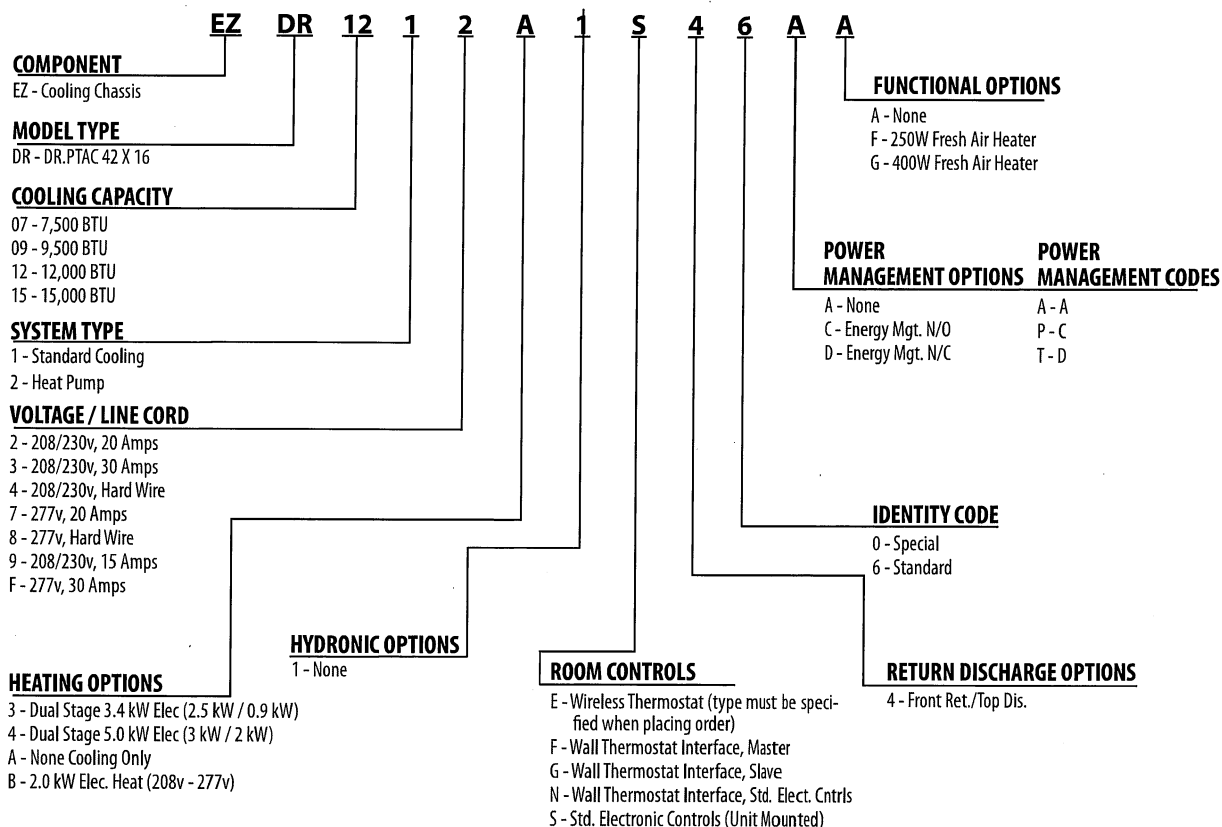 EZ DR 12 1 2 A 1 S 4 6 A A
COMPONENT
EZ - Cooling Chassis
MODEL TYPE
DR - DR.PTAC 42 X 16
COOLING CAPACITY
07 - 7,500 BTU
09 - 9,500 BTU
12 - 12,000 BTU
15 - 15,000 BTU
SYSTEM TYPE
1 - Standard Cooling
2 - Heat Pump
VOLTAGE / LINE CORD
2 - 208/230v, 20 Amps
3 - 208/230v, 30 Amps
4 - 208/230v, Hard Wire
7 - 277v, 20 Amps
8 - 277v, Hard Wire
9 - 208/230v, 15 Amps
F - 277v, 30 Amps
HEATING OPTIONS
3 - Dual Stage 3.4 kW Elec (2.5 kW / 0.9 kW)
4 - Dual Stage 5.0 kW Elec (3 kW / 2 kW)
A - None Cooling Only
B - 2.0 kW Elec. Heat (208v - 277v)
HYDRONIC OPTIONS
1 - None
ROOM CONTROLS
E - Wireless Thermostat (type must be speci-
fied when placing order)
F - Wall Thermostat Interface, Master
G - Wall Thermostat Interface, Slave
N - Wall Thermostat Interface, Std. Elect. Cntrls
S - Std. Electronic Controls (Unit Mounted)
RETURN DISCHARGE OPTIONS
4 - Front Ret./Top Dis.
IDENTITY CODE
0 - Special
6 - Standard
POWER
MANAGEMENT OPTIONS
A - None
C - Energy Mgt. N/O
D - Energy Mgt. N/C
POWER
MANAGEMENT CODES
A - A
P - C
T - D
FUNCTIONAL OPTIONS
A - None
F - 250W Fresh Air Heater
G - 400W Fresh Air Heater